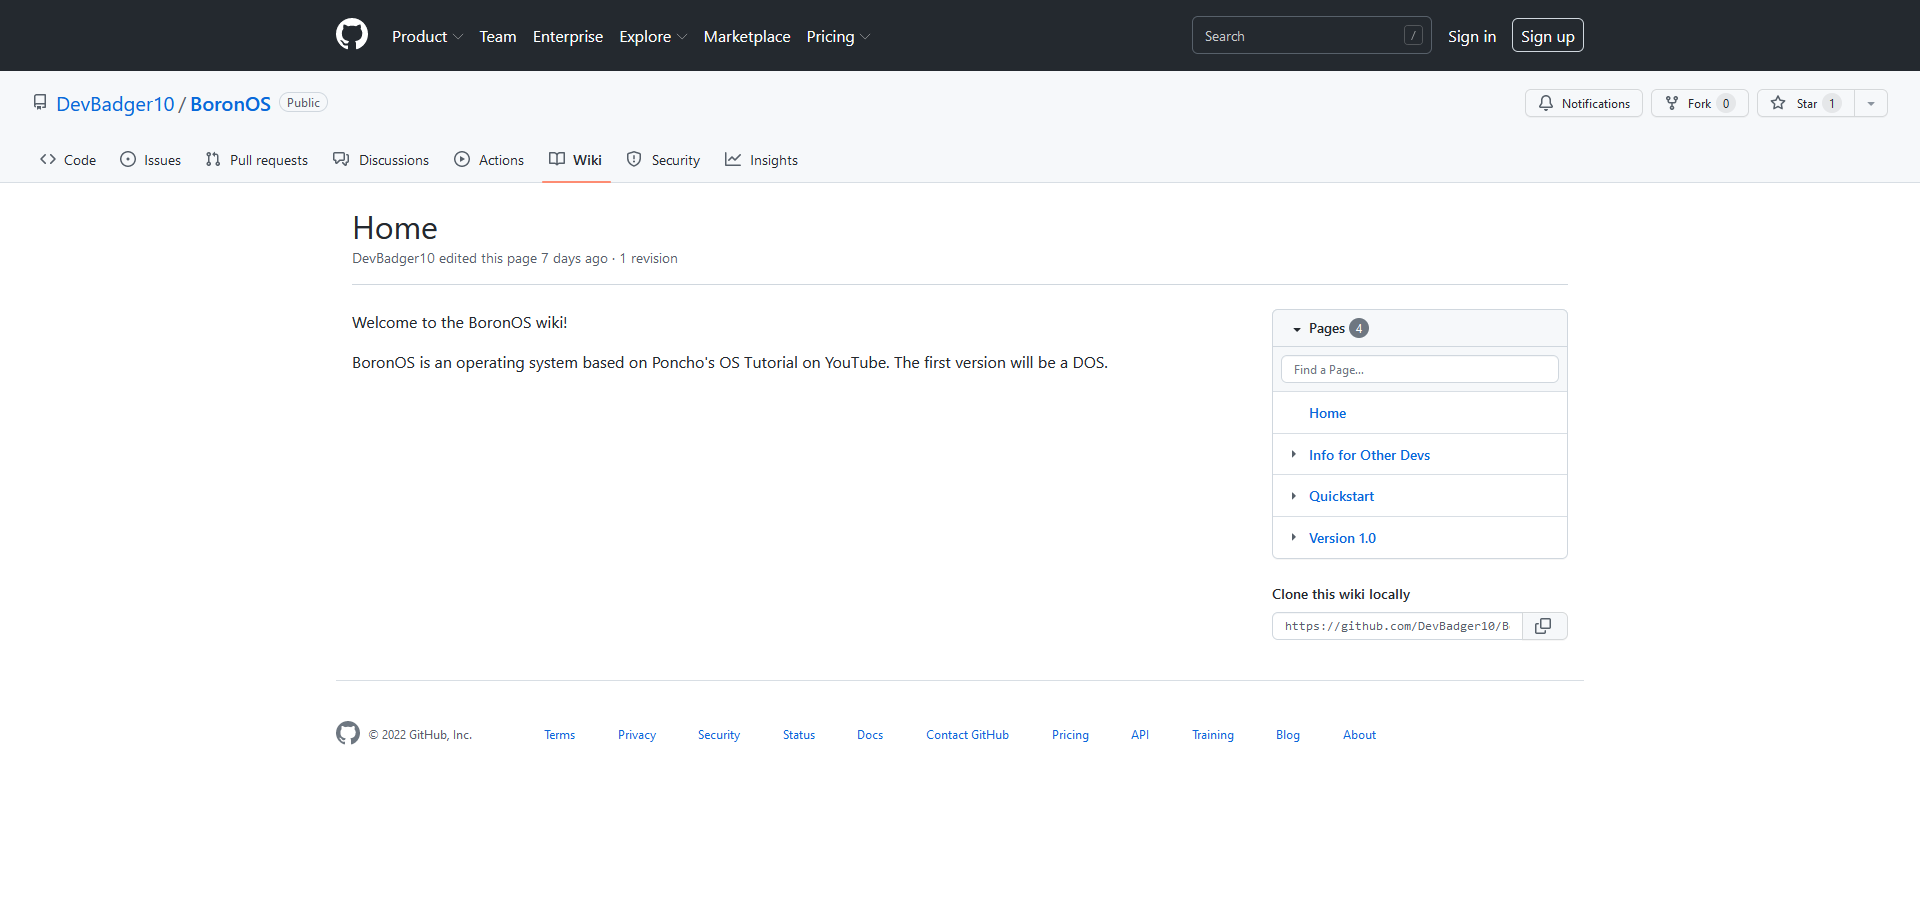 Product Team Enterprise Explore Marketplace Pricing Search / Sign in Sign up
DevBadger10 / BoronOS Public Notifications Fork 0 Star 1
Code Issues Pull requests Discussions Actions Wiki Security Insights
Home
DevBadger10 edited this page 7 days ago · 1 revision
Welcome to the BoronOS wiki!
BoronOS is an operating system based on Poncho's OS Tutorial on YouTube. The first version will be a DOS.
Pages 4
Find a Page...
Home
Info for Other Devs
Quickstart
Version 1.0
Clone this wiki locally
https://github.com/DevBadger10/B
© 2022 GitHub, Inc. Terms Privacy Security Status Docs Contact GitHub Pricing API Training Blog About